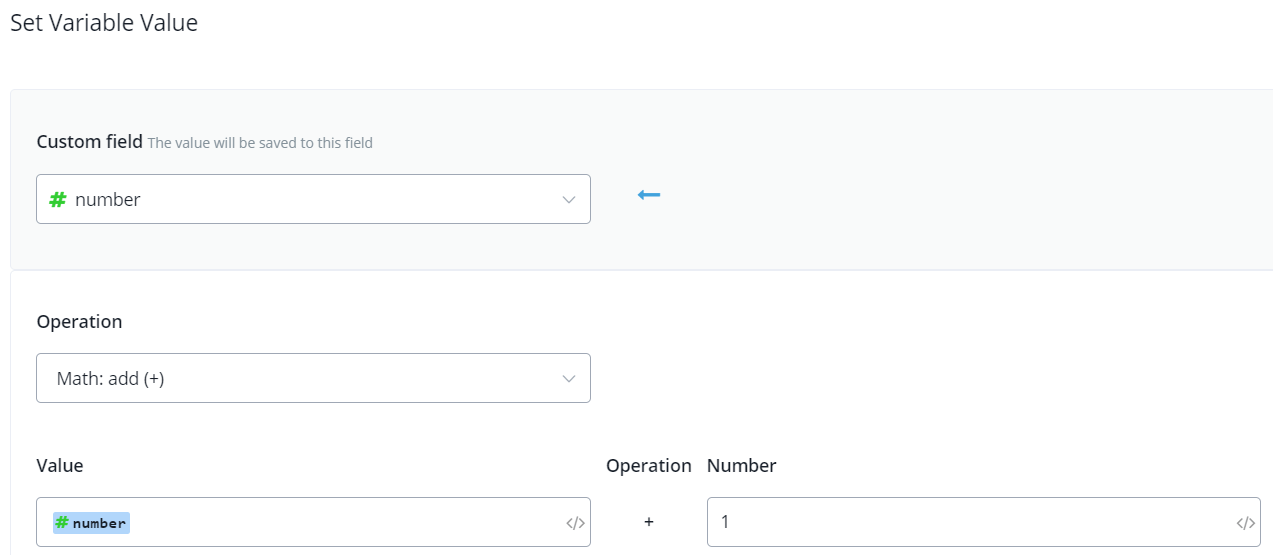 Set Variable Value
Custom field The value will be saved to this field
# number
Operation
Math: add (+)
Value Operation Number
# number </> + 1 </>